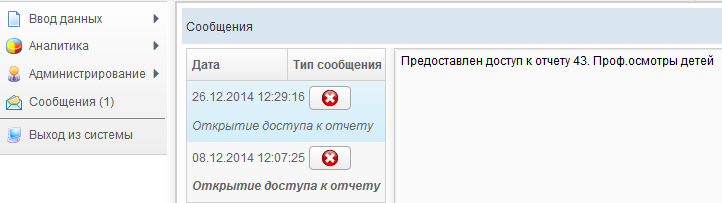 Ввод данных
Аналитика
Администрирование
Сообщения (1)
Выход из системы
Сообщения
Дата Тип сообщения
26.12.2014 12:29:16
Открытие доступа к отчету
08.12.2014 12:07:25
Открытие доступа к отчету
Предоставлен доступ к отчету 43. Проф.осмотры детей